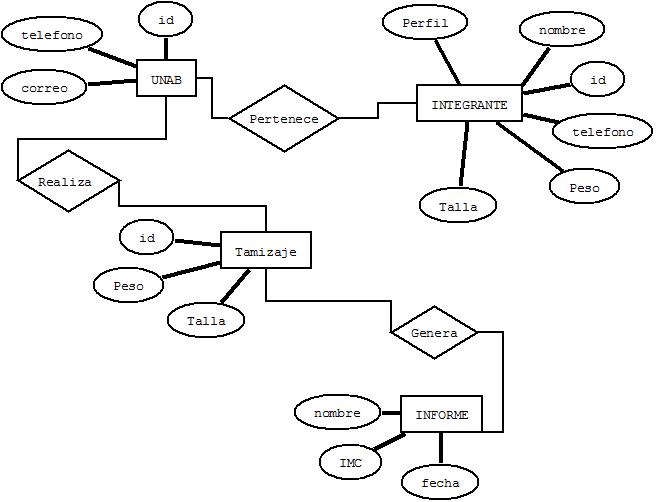 id
telefono
UNAB
correo
Perfil
nombre
id
INTEGRANTE
telefono
Pertenece
Peso
Talla
Realiza
id
Tamizaje
Peso
Talla
Genera
nombre
INFORME
IMC
fecha